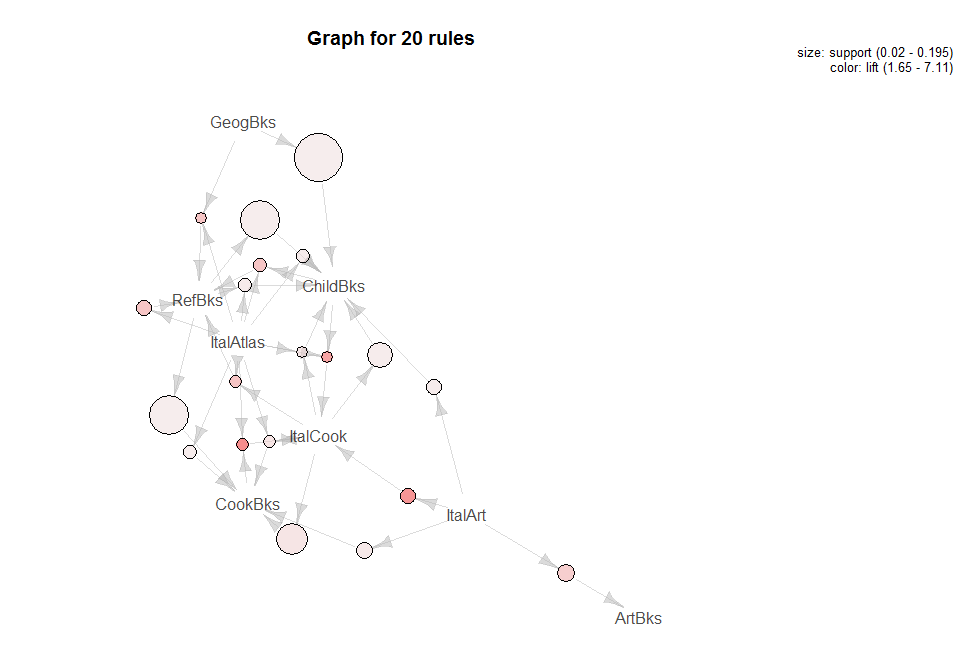 Graph for 20 rules
size: support (0.02 - 0.195)
color: lift (1.65 - 7.11)
GeogBks
ChildBks
RefBks
ItalAtlas
ItalCook
CookBks
ItalArt
ArtBks